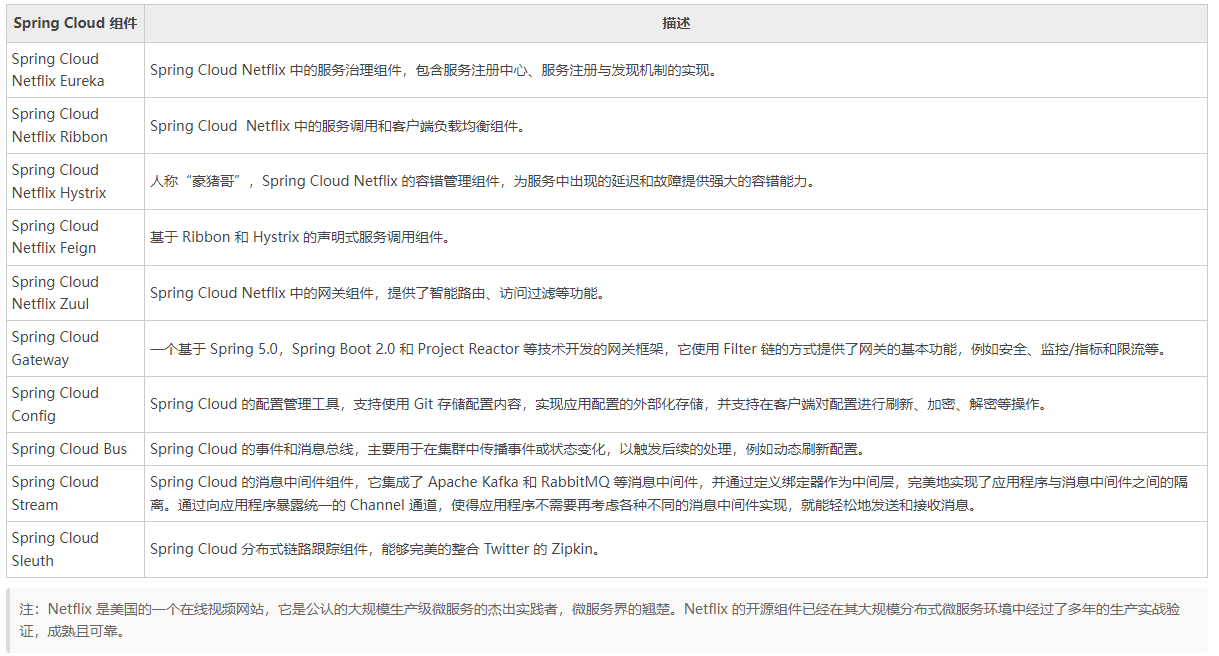 Spring Cloud 组件
描述
Spring Cloud
Netflix Eureka
Spring Cloud Netflix 中的服务治理组件，包含服务注册中心、服务注册与发现机制的实现。
Spring Cloud
Netflix Ribbon
Spring Cloud  Netflix 中的服务调用和客户端负载均衡组件。
Spring Cloud
Netflix Hystrix
人称“豪猪哥”，Spring Cloud Netflix 的容错管理组件，为服务中出现的延迟和故障提供强大的容错能力。
Spring Cloud
Netflix Feign
基于 Ribbon 和 Hystrix 的声明式服务调用组件。
Spring Cloud
Netflix Zuul
Spring Cloud Netflix 中的网关组件，提供了智能路由、访问过滤等功能。
Spring Cloud
Gateway
一个基于 Spring 5.0，Spring Boot 2.0 和 Project Reactor 等技术开发的网关框架，它使用 Filter 链的方式提供了网关的基本功能，例如安全、监控/指标和限流等。
Spring Cloud
Config
Spring Cloud 的配置管理工具，支持使用 Git 存储配置内容，实现应用配置的外部化存储，并支持在客户端对配置进行刷新、加密、解密等操作。
Spring Cloud Bus
Spring Cloud 的事件和消息总线，主要用于在集群中传播事件或状态变化，以触发后续的处理，例如动态刷新配置。
Spring Cloud
Stream
Spring Cloud 的消息中间件组件，它集成了 Apache Kafka 和 RabbitMQ 等消息中间件，并通过定义绑定器作为中间层，完美地实现了应用程序与消息中间件之间的隔
离。通过向应用程序暴露统一的 Channel 通道，使得应用程序不需要再考虑各种不同的消息中间件实现，就能轻松地发送和接收消息。
Spring Cloud
Sleuth
Spring Cloud 分布式链路跟踪组件，能够完美的整合 Twitter 的 Zipkin。
注：Netflix 是美国的一个在线视频网站，它是公认的大规模生产级微服务的杰出实践者，微服务界的翘楚。Netflix 的开源组件已经在其大规模分布式微服务环境中经过了多年的生产实战验
证，成熟且可靠。